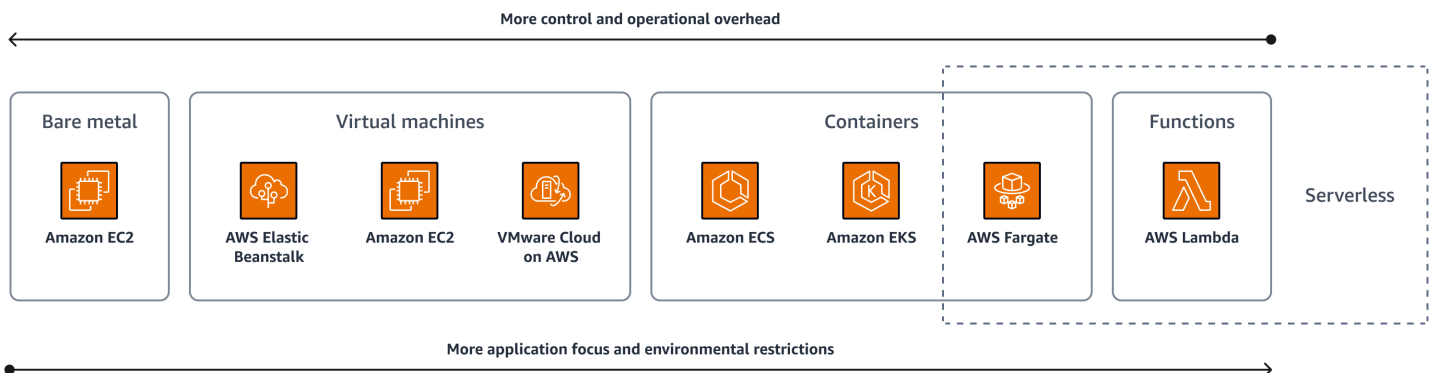 More control and operational overhead
Bare metal
Virtual machines
Containers
Functions
Serverless
K
Amazon EC2
AWS Elastic
Beanstalk
Amazon EC2
VMware Cloud
on AWS
Amazon ECS
Amazon EKS
AWS Fargate
AWS Lambda
More application focus and environmental restrictions